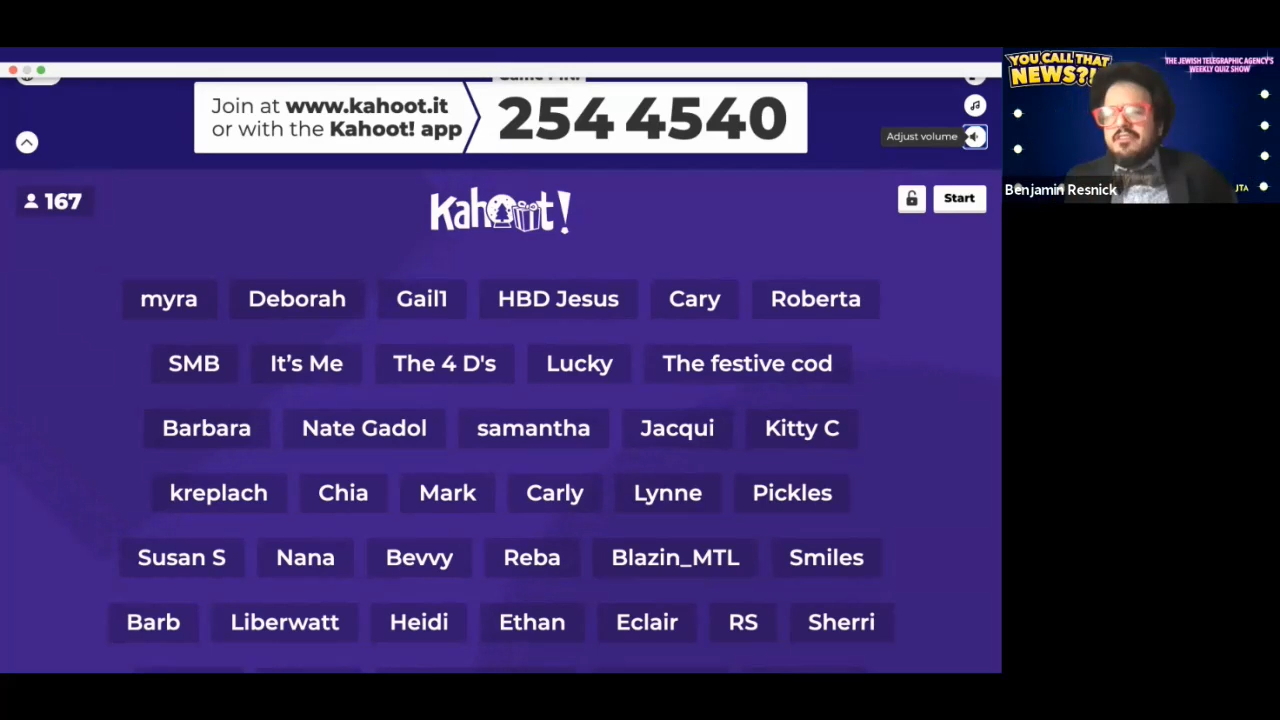 Join at www.kahoot.it
or with the Kahoot! app
Game PIN:
254 4540
Adjust volume
167
Kahoot!
Start
myra Deborah Gail1 HBD Jesus Cary Roberta
SMB It’s Me The 4 D's Lucky The festive cod
Barbara Nate Gadol samantha Jacqui Kitty C
kreplach Chia Mark Carly Lynne Pickles
Susan S Nana Bevvy Reba Blazin_MTL Smiles
Barb Liberwatt Heidi Ethan Eclair RS Sherri
YOU CALL THAT
NEWS?!
THE JEWISH TELEGRAPHIC AGENCY'S
WEEKLY QUIZ SHOW
JTA
Benjamin Resnick